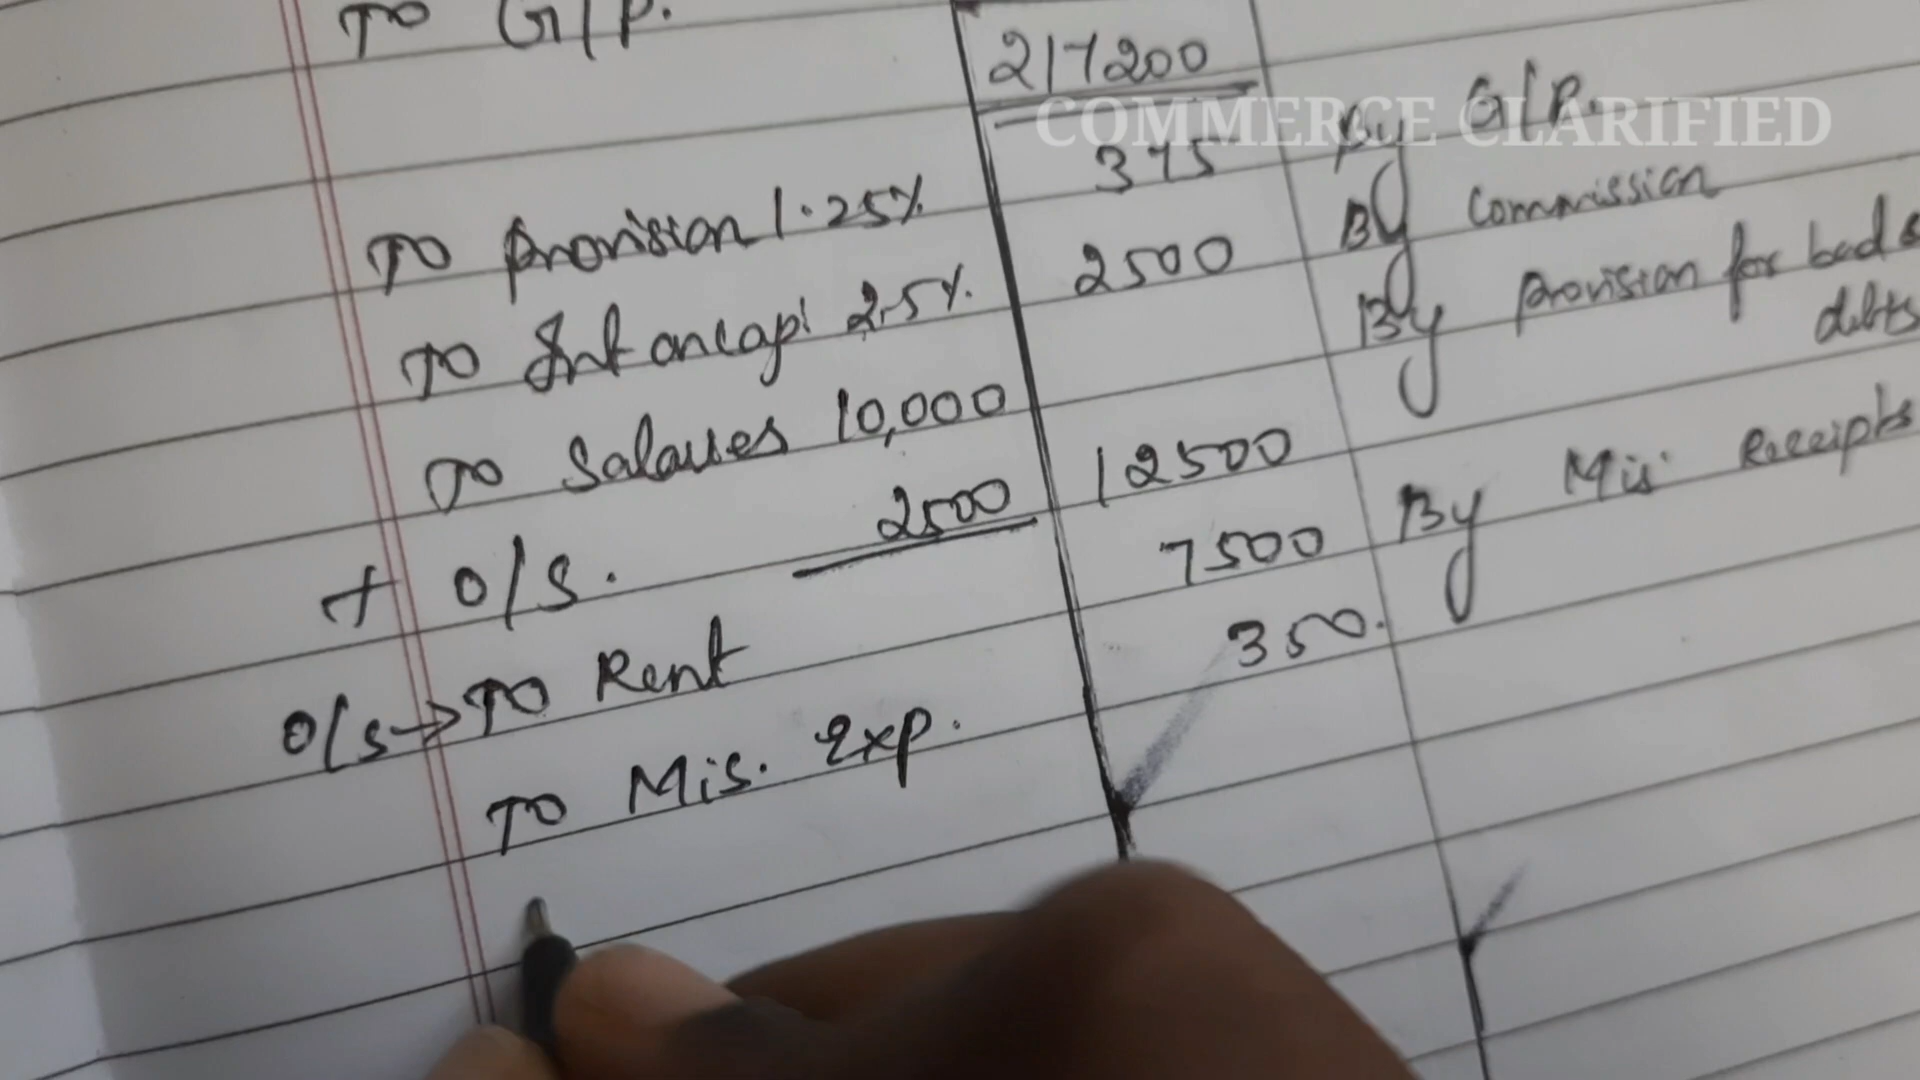 TO G/P.
217200
COMMERCE CLARIFIED
By G/P.
TO provision 1.25% 375 By Commission
TO Int on cap! 2.5% 2500 By provision for bad &
debts
TO Salaries 10,000
+ O/S. 2500 12500 By Mis. Receipts
O/S → TO Rent 7500
TO Mis. Exp. 350.